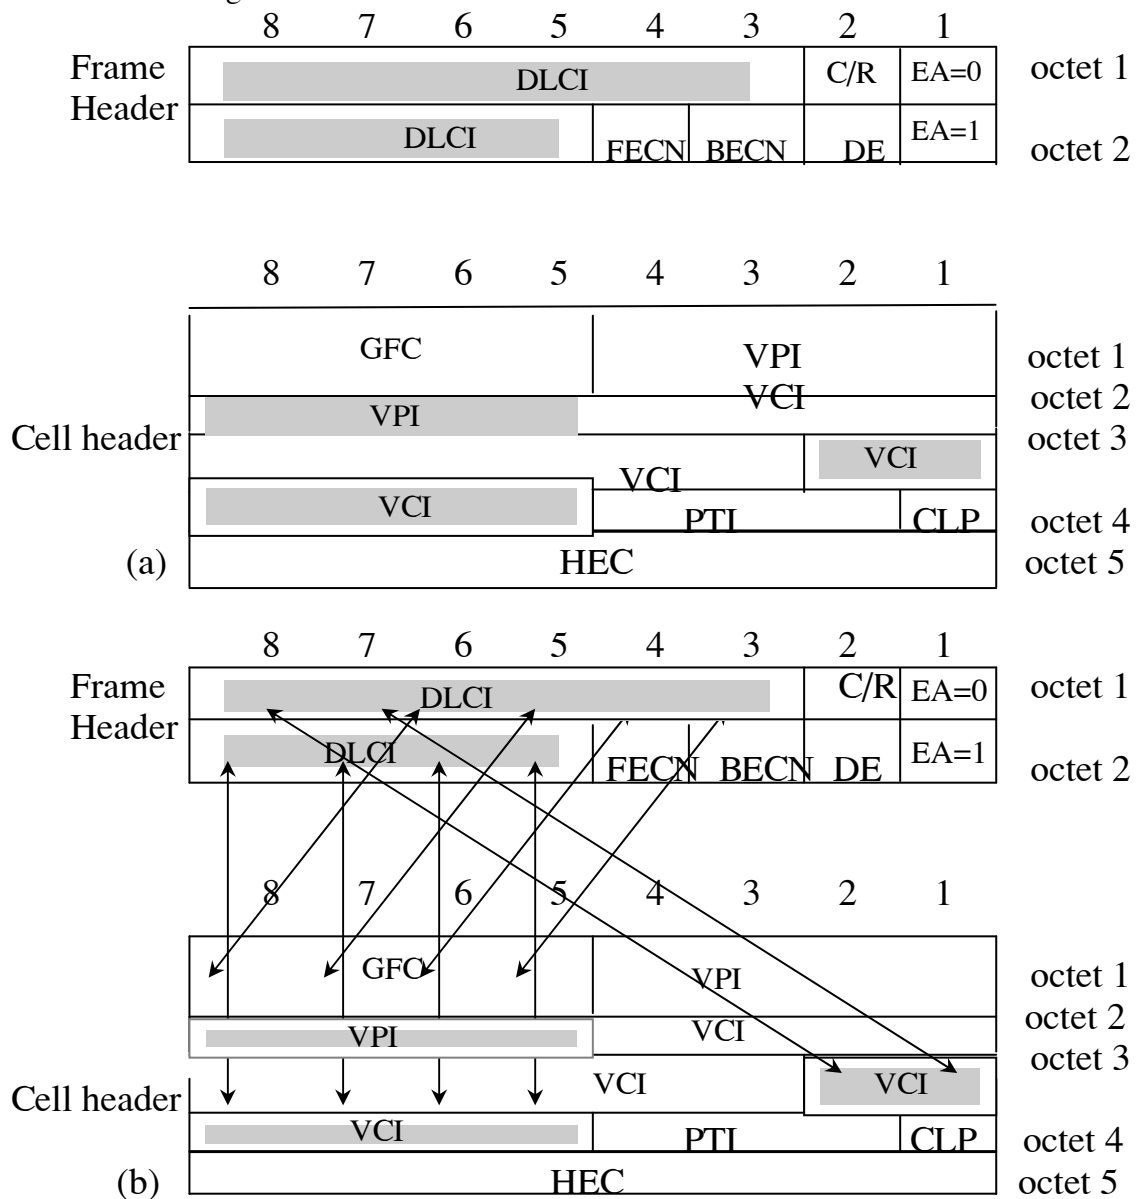 8 7 6 5 4 3 2 1
Frame Header DLCI C/R EA=0 octet 1
DLCI FECN BECN DE EA=1 octet 2
8 7 6 5 4 3 2 1
GFC VPI octet 1
VPI VCI octet 2
Cell header VCI VCI octet 3
VCI PTI CLP octet 4
(a) HEC octet 5
8 7 6 5 4 3 2 1
Frame Header DLCI C/R EA=0 octet 1
DLCI FECN BECN DE EA=1 octet 2
8 7 6 5 4 3 2 1
GFC VPI octet 1
VPI VCI octet 2
Cell header VCI VCI octet 3
VCI PTI CLP octet 4
(b) HEC octet 5